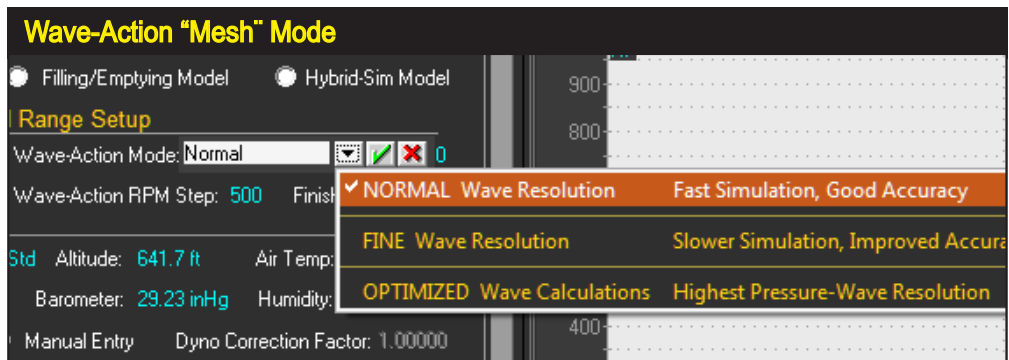 Wave-Action “Mesh¨ Mode
Filling/Emptying Model Hybrid-Sim Model
900
Range Setup
800
Wave-Action Mode: Normal 0
NORMAL Wave Resolution Fast Simulation, Good Accuracy
Wave-Action RPM Step: 500 Finish
FINE Wave Resolution Slower Simulation, Improved Accura
Std Altitude: 641.7 ft Air Temp:
OPTIMIZED Wave Calculations Highest Pressure-Wave Resolution
Barometer: 29.23 inHg Humidity:
400
Manual Entry Dyno Correction Factor: 1.00000